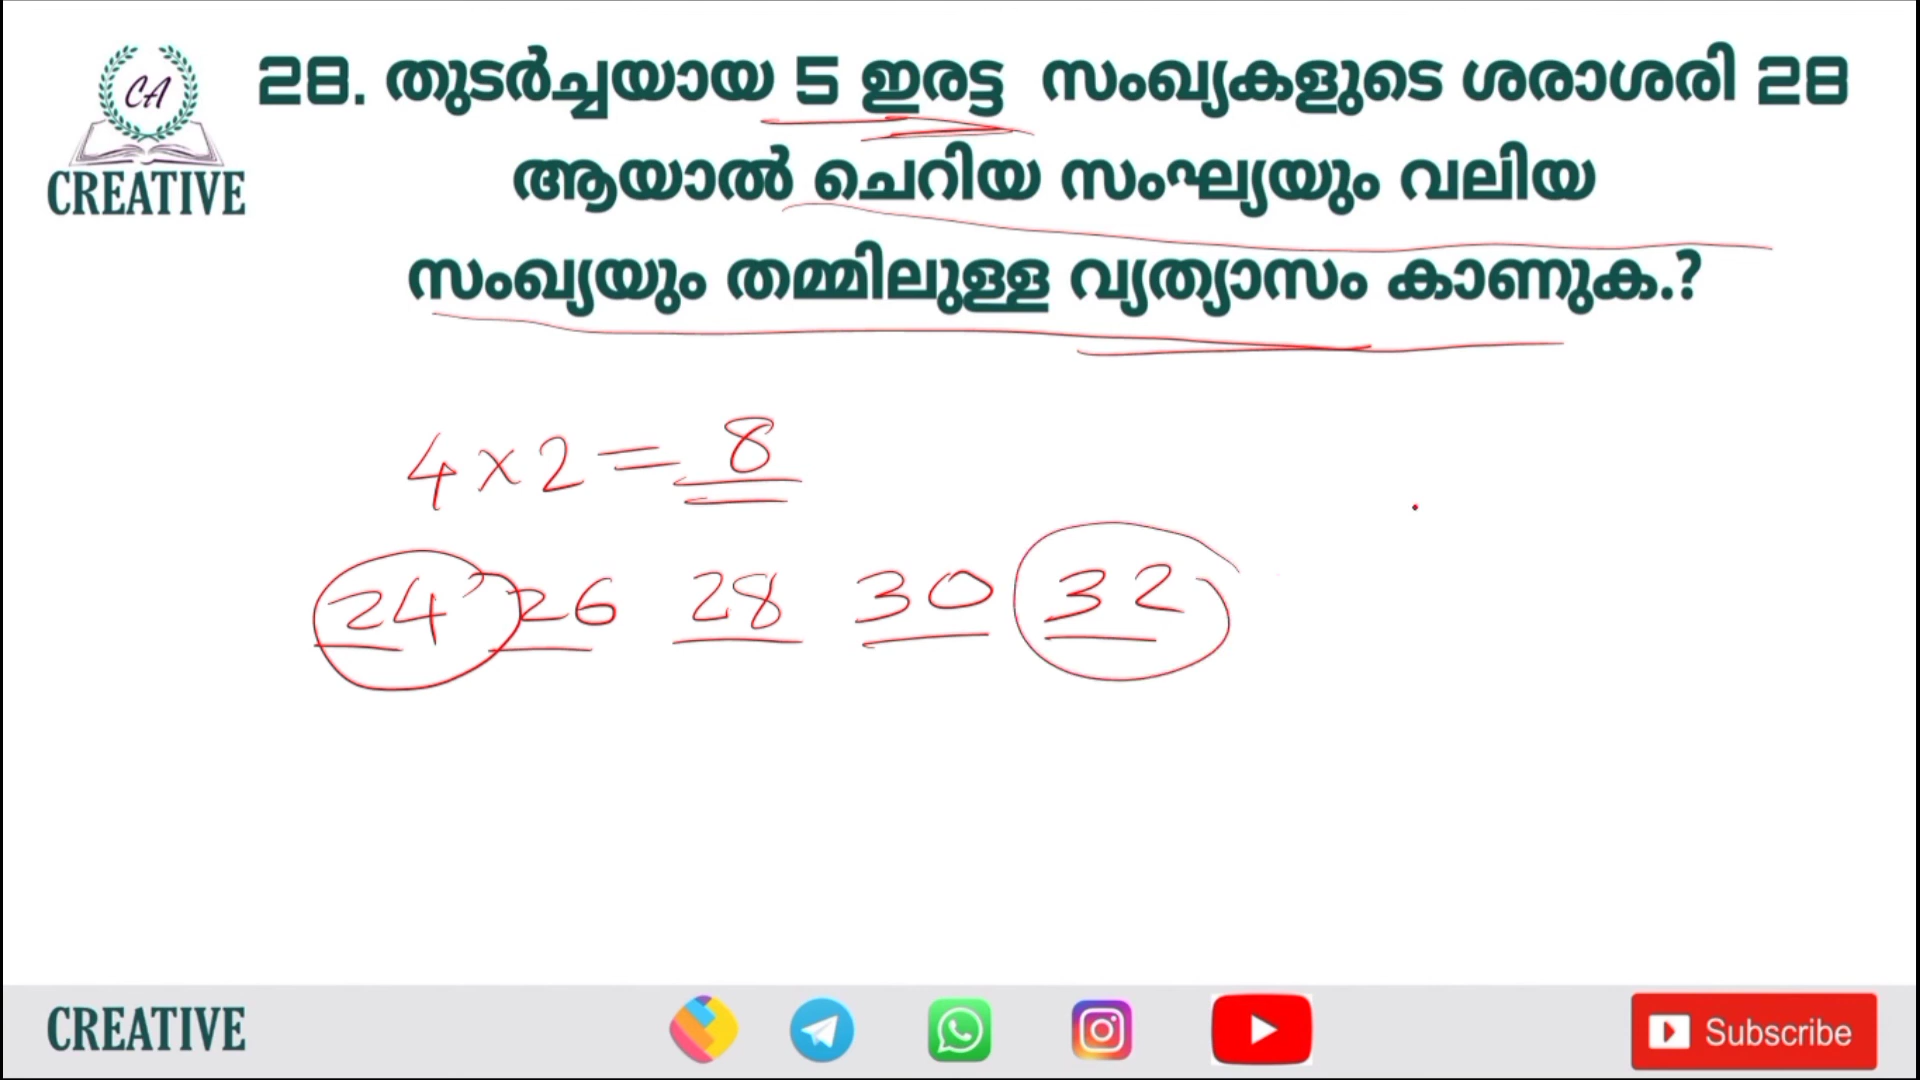 CA
CREATIVE
28. തുടർച്ചയായ 5 ഇരട്ട സംഖ്യകളുടെ ശരാശരി 28
ആയാൽ ചെറിയ സംഘ്യയും വലിയ
സംഖ്യയും തമ്മിലുള്ള വ്യത്യാസം കാണുക.?
4 × 2 = 8
24 26 28 30 32
CREATIVE
Subscribe